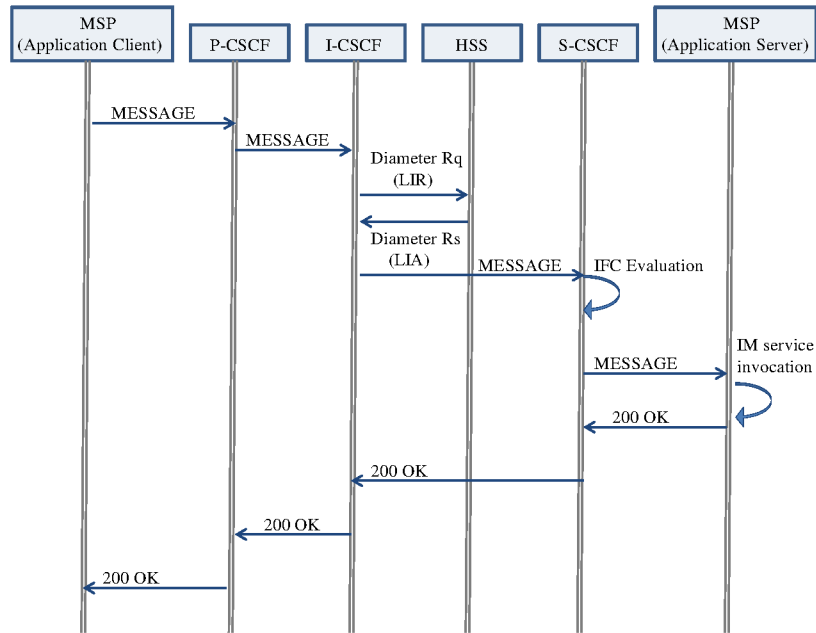 MSP
(Application Client)
P-CSCF
I-CSCF
HSS
S-CSCF
MSP
(Application Server)
MESSAGE
MESSAGE
Diameter Rq
(LIR)
Diameter Rs
(LIA)
MESSAGE
IFC Evaluation
MESSAGE
IM service
invocation
200 OK
200 OK
200 OK
200 OK